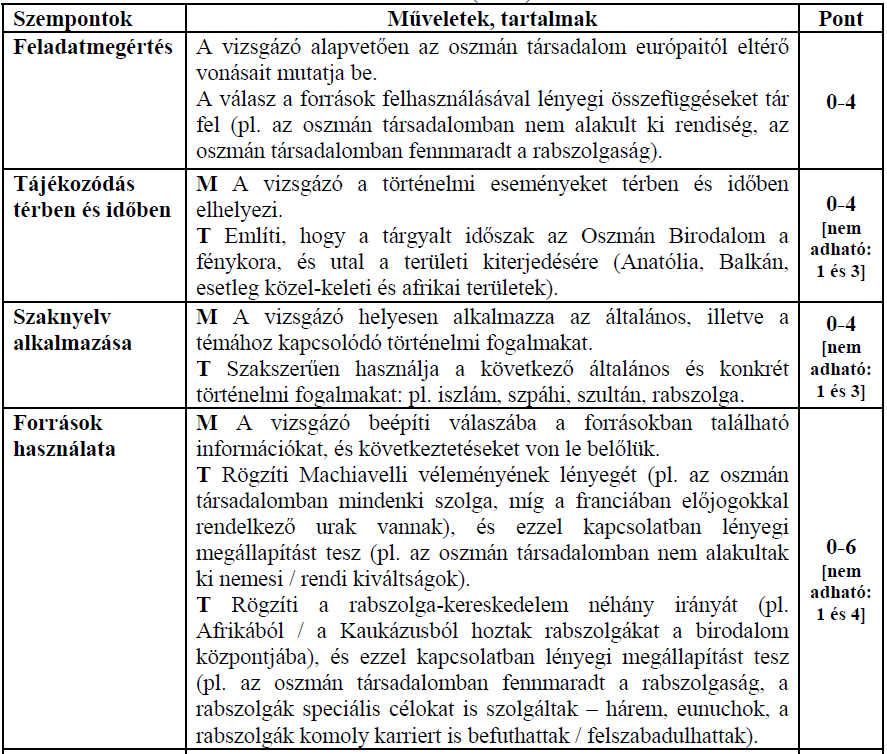 Szempontok Műveletek, tartalmak Pont
Feladatmegértés A vizsgázó alapvetően az oszmán társadalom európaitól eltérő
vonásait mutatja be.
A válasz a források felhasználásával lényegi összefüggéseket tár
fel (pl. az oszmán társadalomban nem alakult ki rendiség, az
oszmán társadalomban fennmaradt a rabszolgaság).
0-4
Tájékozódás
térben és időben
M A vizsgázó a történelmi eseményeket térben és időben
elhelyezi.
T Említi, hogy a tárgyalt időszak az Oszmán Birodalom a
fénykora, és utal a területi kiterjedésére (Anatólia, Balkán,
esetleg közel-keleti és afrikai területek).
0-4
[nem
adható:
1 és 3]
Szaknyelv
alkalmazása
M A vizsgázó helyesen alkalmazza az általános, illetve a
témához kapcsolódó történelmi fogalmakat.
T Szakszerűen használja a következő általános és konkrét
történelmi fogalmakat: pl. iszlám, szpáhi, szultán, rabszolga.
0-4
[nem
adható:
1 és 3]
Források
használata
M A vizsgázó beépíti válaszába a forrásokban található
információkat, és következtetéseket von le belőlük.
T Rögzíti Machiavelli véleményének lényegét (pl. az oszmán
társadalomban mindenki szolga, míg a franciában előjogokkal
rendelkező urak vannak), és ezzel kapcsolatban lényegi
megállapítást tesz (pl. az oszmán társadalomban nem alakultak
ki nemesi / rendi kiváltságok).
T Rögzíti a rabszolga-kereskedelem néhány irányát (pl.
Afrikából / a Kaukázusból hoztak rabszolgákat a birodalom
központjába), és ezzel kapcsolatban lényegi megállapítást tesz
(pl. az oszmán társadalomban fennmaradt a rabszolgaság, a
rabszolgák speciális célokat is szolgáltak – hárem, eunuchok, a
rabszolgák komoly karriert is befuthattak / felszabadulhattak).
0-6
[nem
adható:
1 és 4]